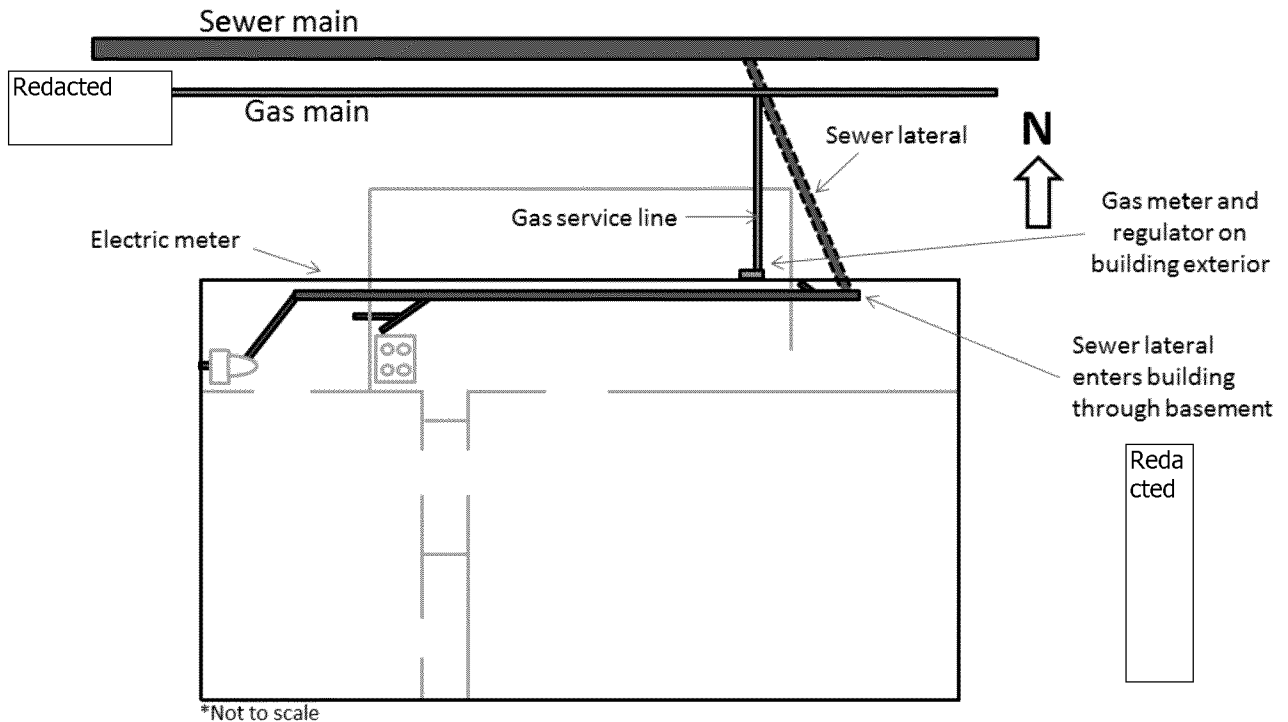 Sewer main
Redacted
Gas main
N
Sewer lateral
Gas service line
Gas meter and
regulator on
building exterior
Electric meter
Sewer lateral
enters building
through basement
Reda
cted
*Not to scale